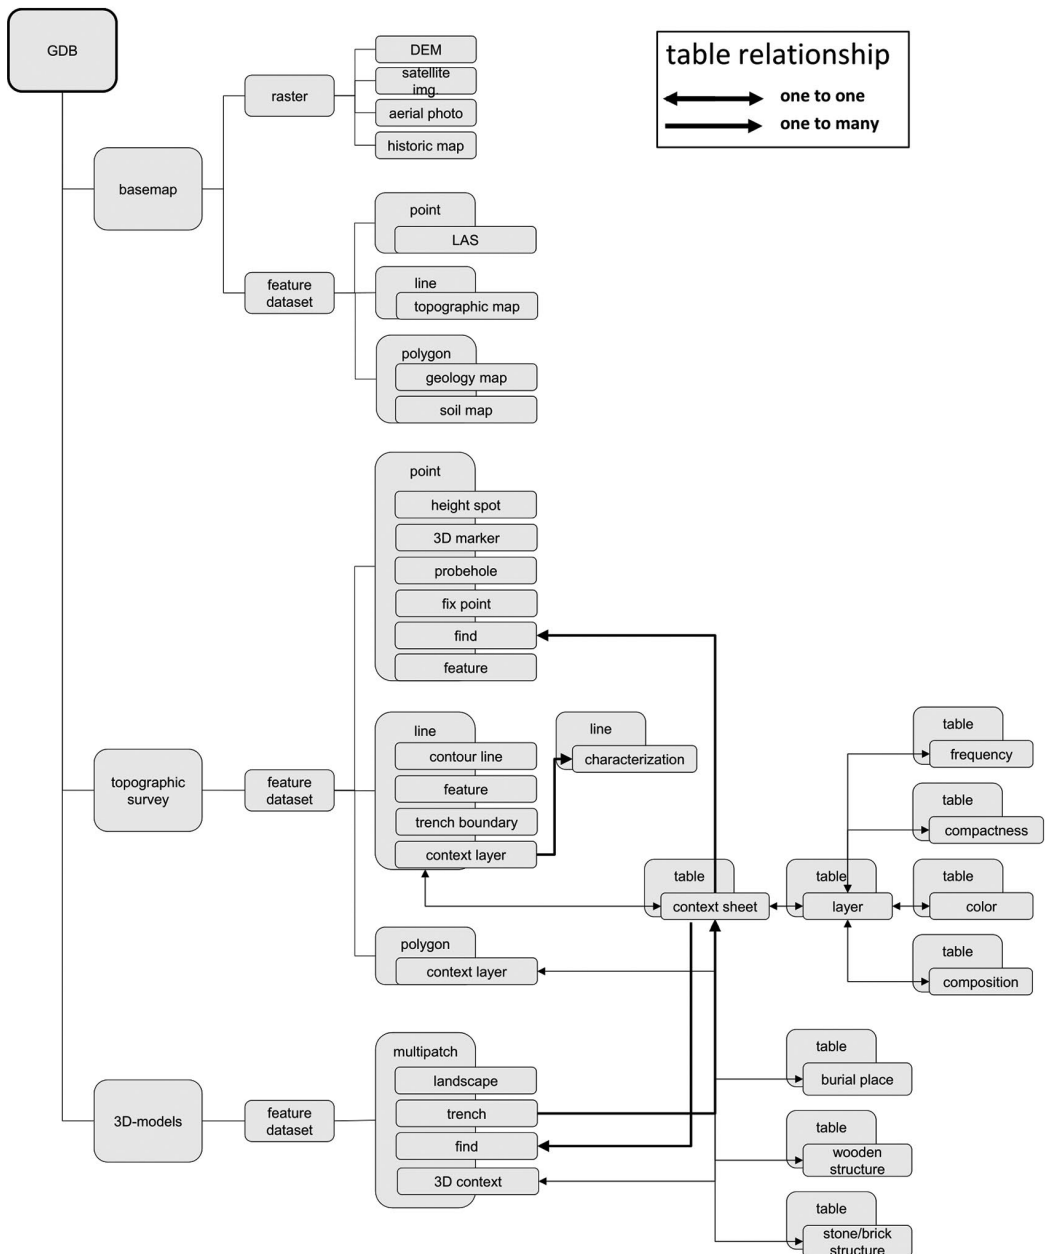 GDB
table relationship
one to one
one to many
basemap
raster
DEM
satellite
img.
aerial photo
historic map
feature
dataset
point
LAS
line
topographic map
polygon
geology map
soil map
topographic
survey
feature
dataset
point
height spot
3D marker
probehole
fix point
find
feature
line
contour line
feature
trench boundary
context layer
line
characterization
polygon
context layer
table
context sheet
table
layer
table
frequency
table
compactness
table
color
table
composition
3D-models
feature
dataset
multipatch
landscape
trench
find
3D context
table
burial place
table
wooden
structure
table
stone/brick
structure